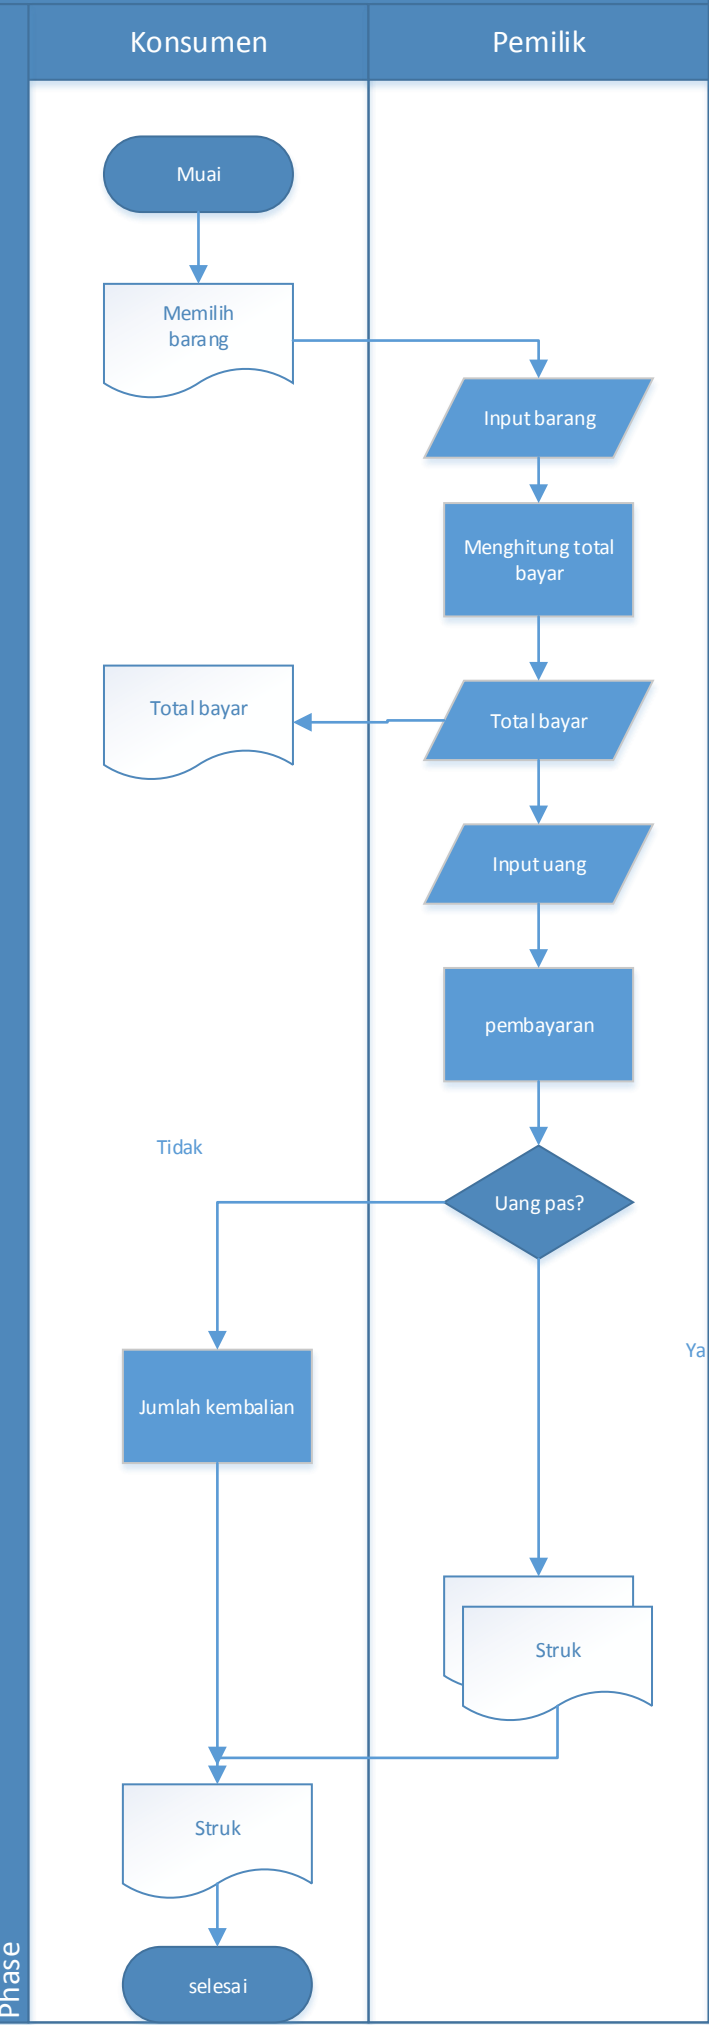 Konsumen
Pemilik
Muai
Memilih
barang
Input barang
Menghitung total
bayar
Total bayar
Total bayar
Input uang
pembayaran
Tidak
Uang pas?
Ya
Jumlah kembalian
Struk
Struk
selesai
Phase